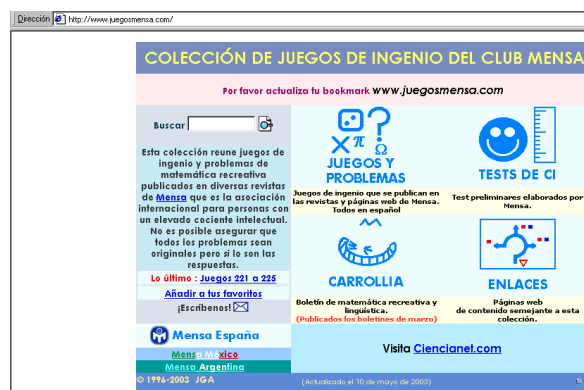 Dirección http://www.juegosmensa.com/
COLECCIÓN DE JUEGOS DE INGENIO DEL CLUB MENSA
Por favor actualiza tu bookmark www.juegosmensa.com
Buscar
Esta colección reune juegos de
ingenio y problemas de
matemática recreativa
publicados en diversas revistas
de Mensa que es la asociación
internacional para personas con
un elevado cociente intelectual.
No es posible asegurar que
todos los problemas sean
originales pero sí lo son las
respuestas.
Lo último : Juegos 221 a 225
Añadir a tus favoritos
¡Escríbenos!
Mensa España
Mensa México
Mensa Argentina
© 1996-2003 JGA
JUEGOS Y
PROBLEMAS
Juegos de ingenio que se publican en
las revistas y páginas web de Mensa.
Todos en español
TESTS DE CI
Test preliminares elaborados por
Mensa.
CARROLLIA
Boletín de matemática recreativa y
lingüística.
(Publicados los boletines de marzo)
ENLACES
Páginas web
de contenido semejante a esta
colección.
Visita Ciencianet.com
(Actualizado el 10 de mayo de 2003)